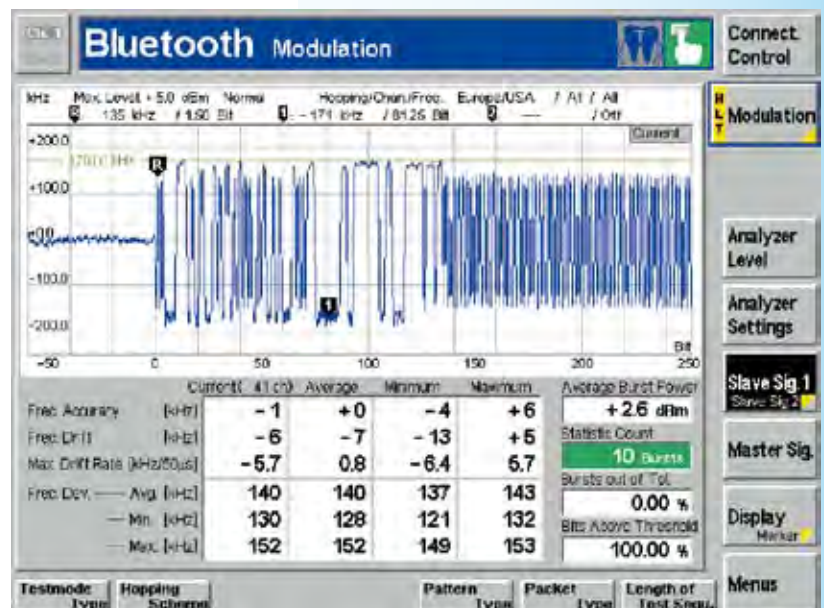 Bluetooth Modulation
Connect. Control
kHz Max. Level + 5.0 dBm Normal Hopping/Chan./Freq. Europe/USA / All / All
135 kHz / 1.50 Bit 1 : - 171 kHz / 81.25 Bit 2 --- / Off
Current
R
1
+200.0
+100.0
-100.0
-200.0
Bit
-50 0 50 100 150 200 250
Current( 41 ch) Average Minimum Maximum
Freq. Accuracy [kHz] - 1 +0 - 4 + 6
Freq. Drift [kHz] - 6 - 7 - 13 + 5
Max. Drift Rate [kHz/50µs] - 5.7 0.8 - 6.4 5.7
Freq. Dev. Avg. [kHz] 140 140 137 143
Min. [kHz] 130 128 121 132
Max. [kHz] 152 152 149 153
Average Burst Power
+ 2.6 dBm
Statistic Count
10 Bursts
Bursts out of Tol.
0.00 %
Bits Above Threshold
100.00 %
HLT Modulation
Analyzer Level
Analyzer Settings
Slave Sig.1
Slave Sig 2
Master Sig.
Display
Marker
Menus
Testmode Type
Hopping Scheme
Pattern Type
Packet Type
Length of Test Sequ.